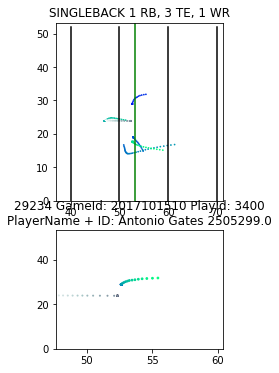 SINGLEBACK 1 RB, 3 TE, 1 WR
50
40
30
20
10
0
40 50 60 70
29234 GameId: 2017101510 PlayId: 3400
PlayerName + ID: Antonio Gates 2505299.0
40
20
0
50 55 60